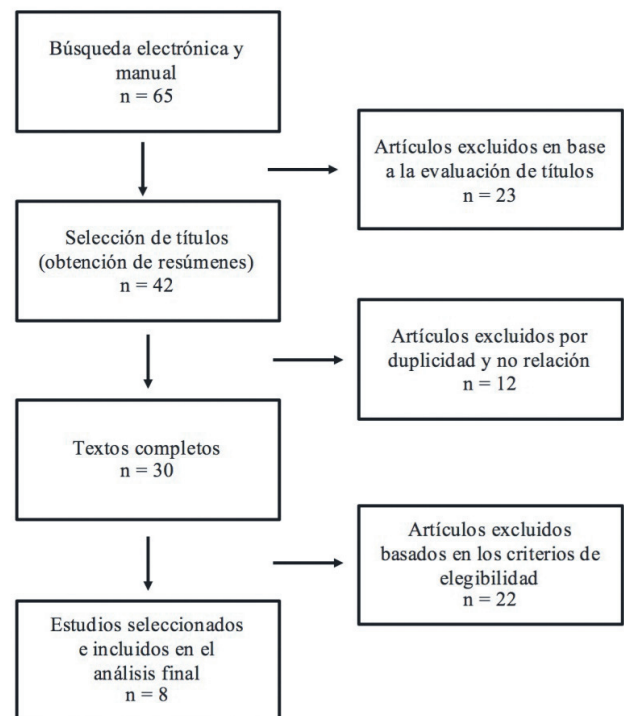 Búsqueda electrónica y
manual
n = 65
Artículos excluidos en base
a la evaluación de títulos
n = 23
Selección de títulos
(obtención de resúmenes)
n = 42
Artículos excluidos por
duplicidad y no relación
n = 12
Textos completos
n = 30
Artículos excluidos
basados en los criterios de
elegibilidad
n = 22
Estudios seleccionados
e incluidos en el
análisis final
n = 8